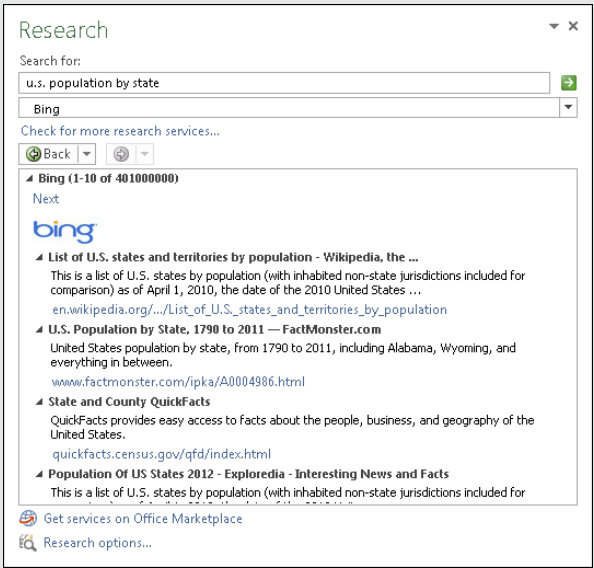 Research
Search for:
u.s. population by state
Bing
Check for more research services...
Back
Bing (1-10 of 401000000)
Next
bing
List of U.S. states and territories by population - Wikipedia, the ...
This is a list of U.S. states by population (with inhabited non-state jurisdictions included for
comparison) as of April 1, 2010, the date of the 2010 United States ...
en.wikipedia.org/.../List_of_U.S._states_and_territories_by_population
U.S. Population by State, 1790 to 2011 — FactMonster.com
United States population by state, from 1790 to 2011, including Alabama, Wyoming, and
everything in between.
www.factmonster.com/ipka/A0004986.html
State and County QuickFacts
QuickFacts provides easy access to facts about the people, business, and geography of the
United States.
quickfacts.census.gov/qfd/index.html
Population Of US States 2012 - Exploredia - Interesting News and Facts
This is a list of U.S. states by population (with inhabited non-state jurisdictions included for
Get services on Office Marketplace
Research options...